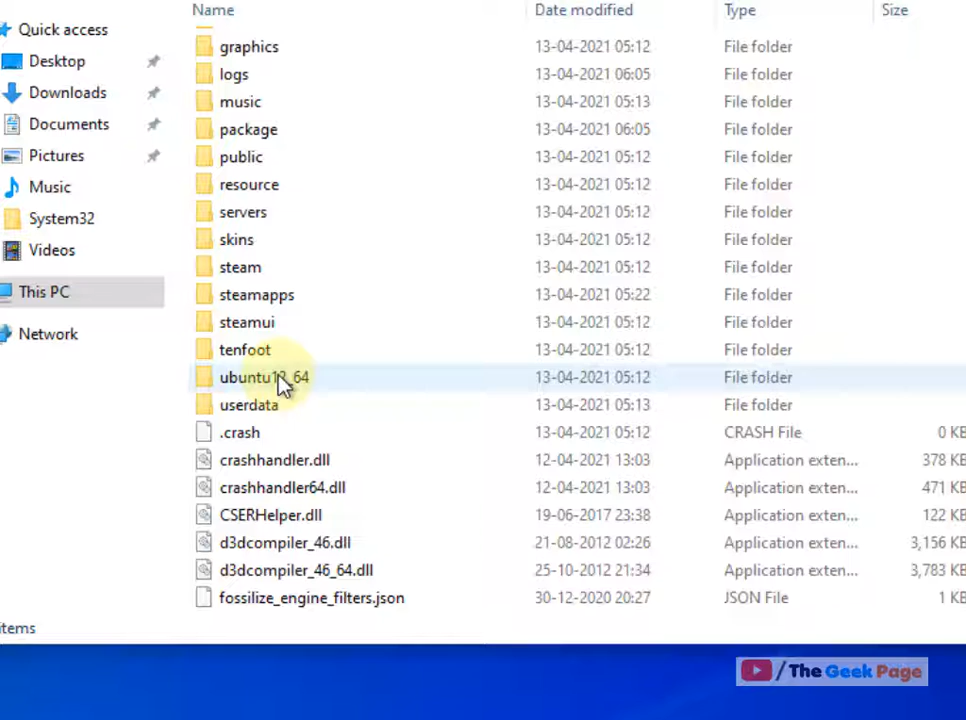 Name Date modified Type Size
Quick access
graphics 13-04-2021 05:12 File folder
Desktop
logs 13-04-2021 06:05 File folder
Downloads
music 13-04-2021 05:13 File folder
Documents
package 13-04-2021 06:05 File folder
Pictures
public 13-04-2021 05:12 File folder
Music
resource 13-04-2021 05:12 File folder
System32
servers 13-04-2021 05:12 File folder
Videos
skins 13-04-2021 05:12 File folder
steam 13-04-2021 05:12 File folder
This PC
steamapps 13-04-2021 05:22 File folder
steamui 13-04-2021 05:12 File folder
Network
tenfoot 13-04-2021 05:12 File folder
13-04-2021 05:12 File folder
userdata 13-04-2021 05:13 File folder
.crash 13-04-2021 05:12 CRASH File 0 KB
crashhandler.dll 12-04-2021 13:03 Application exten... 378 KB
crashhandler64.dll 12-04-2021 13:03 Application exten... 471 KB
CSERHelper.dll 19-06-2017 23:38 Application exten... 122 KB
d3dcompiler_46.dll 21-08-2012 02:26 Application exten... 3,156 KB
d3dcompiler_46_64.dll 25-10-2012 21:34 Application exten... 3,783 KB
fossilize_engine_filters.json 30-12-2020 20:27 JSON File 1 KB
items
/ The Geek Page